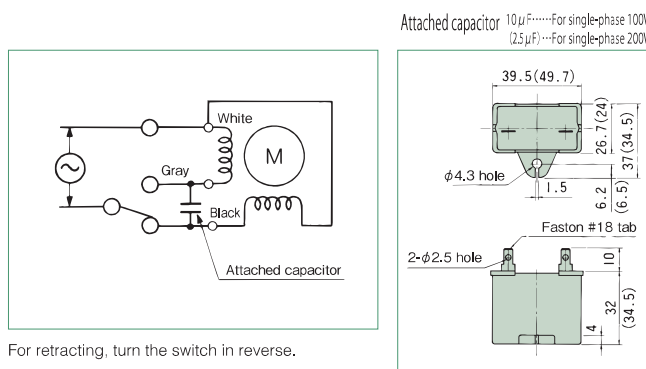 Attached capacitor 10μF……For single-phase 100V
(2.5μF)…For single-phase 200V
White
Gray
Black
M
Attached capacitor
For retracting, turn the switch in reverse.
39.5(49.7)
26.7(24)
37(34.5)
φ4.3 hole
1.5
6.2
(6.5)
Faston #18 tab
2-φ2.5 hole
10
32
(34.5)
4